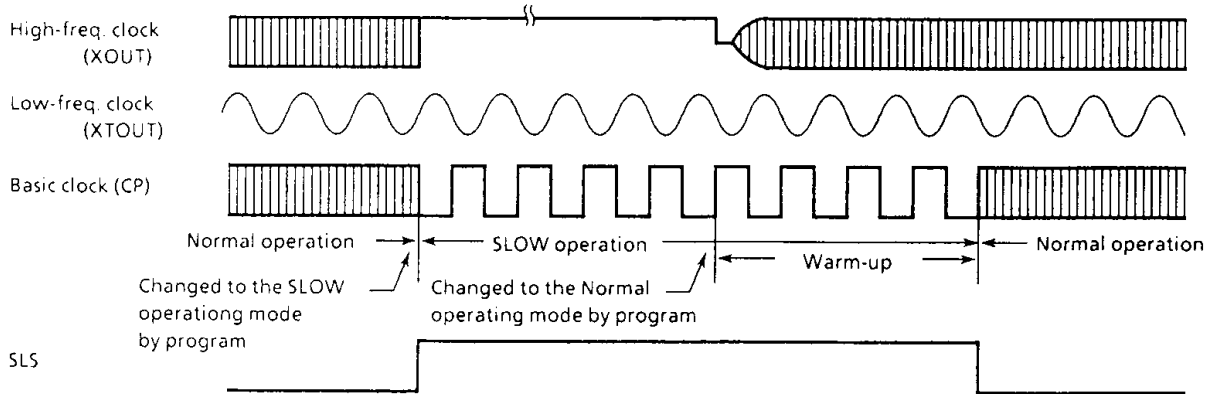 High-freq. clock
(XOUT)
Low-freq. clock
(XTOUT)
Basic clock (CP)
Normal operation
SLOW operation
Normal operation
Warm-up
Changed to the SLOW
operationg mode
by program
Changed to the Normal
operating mode by program
SLS